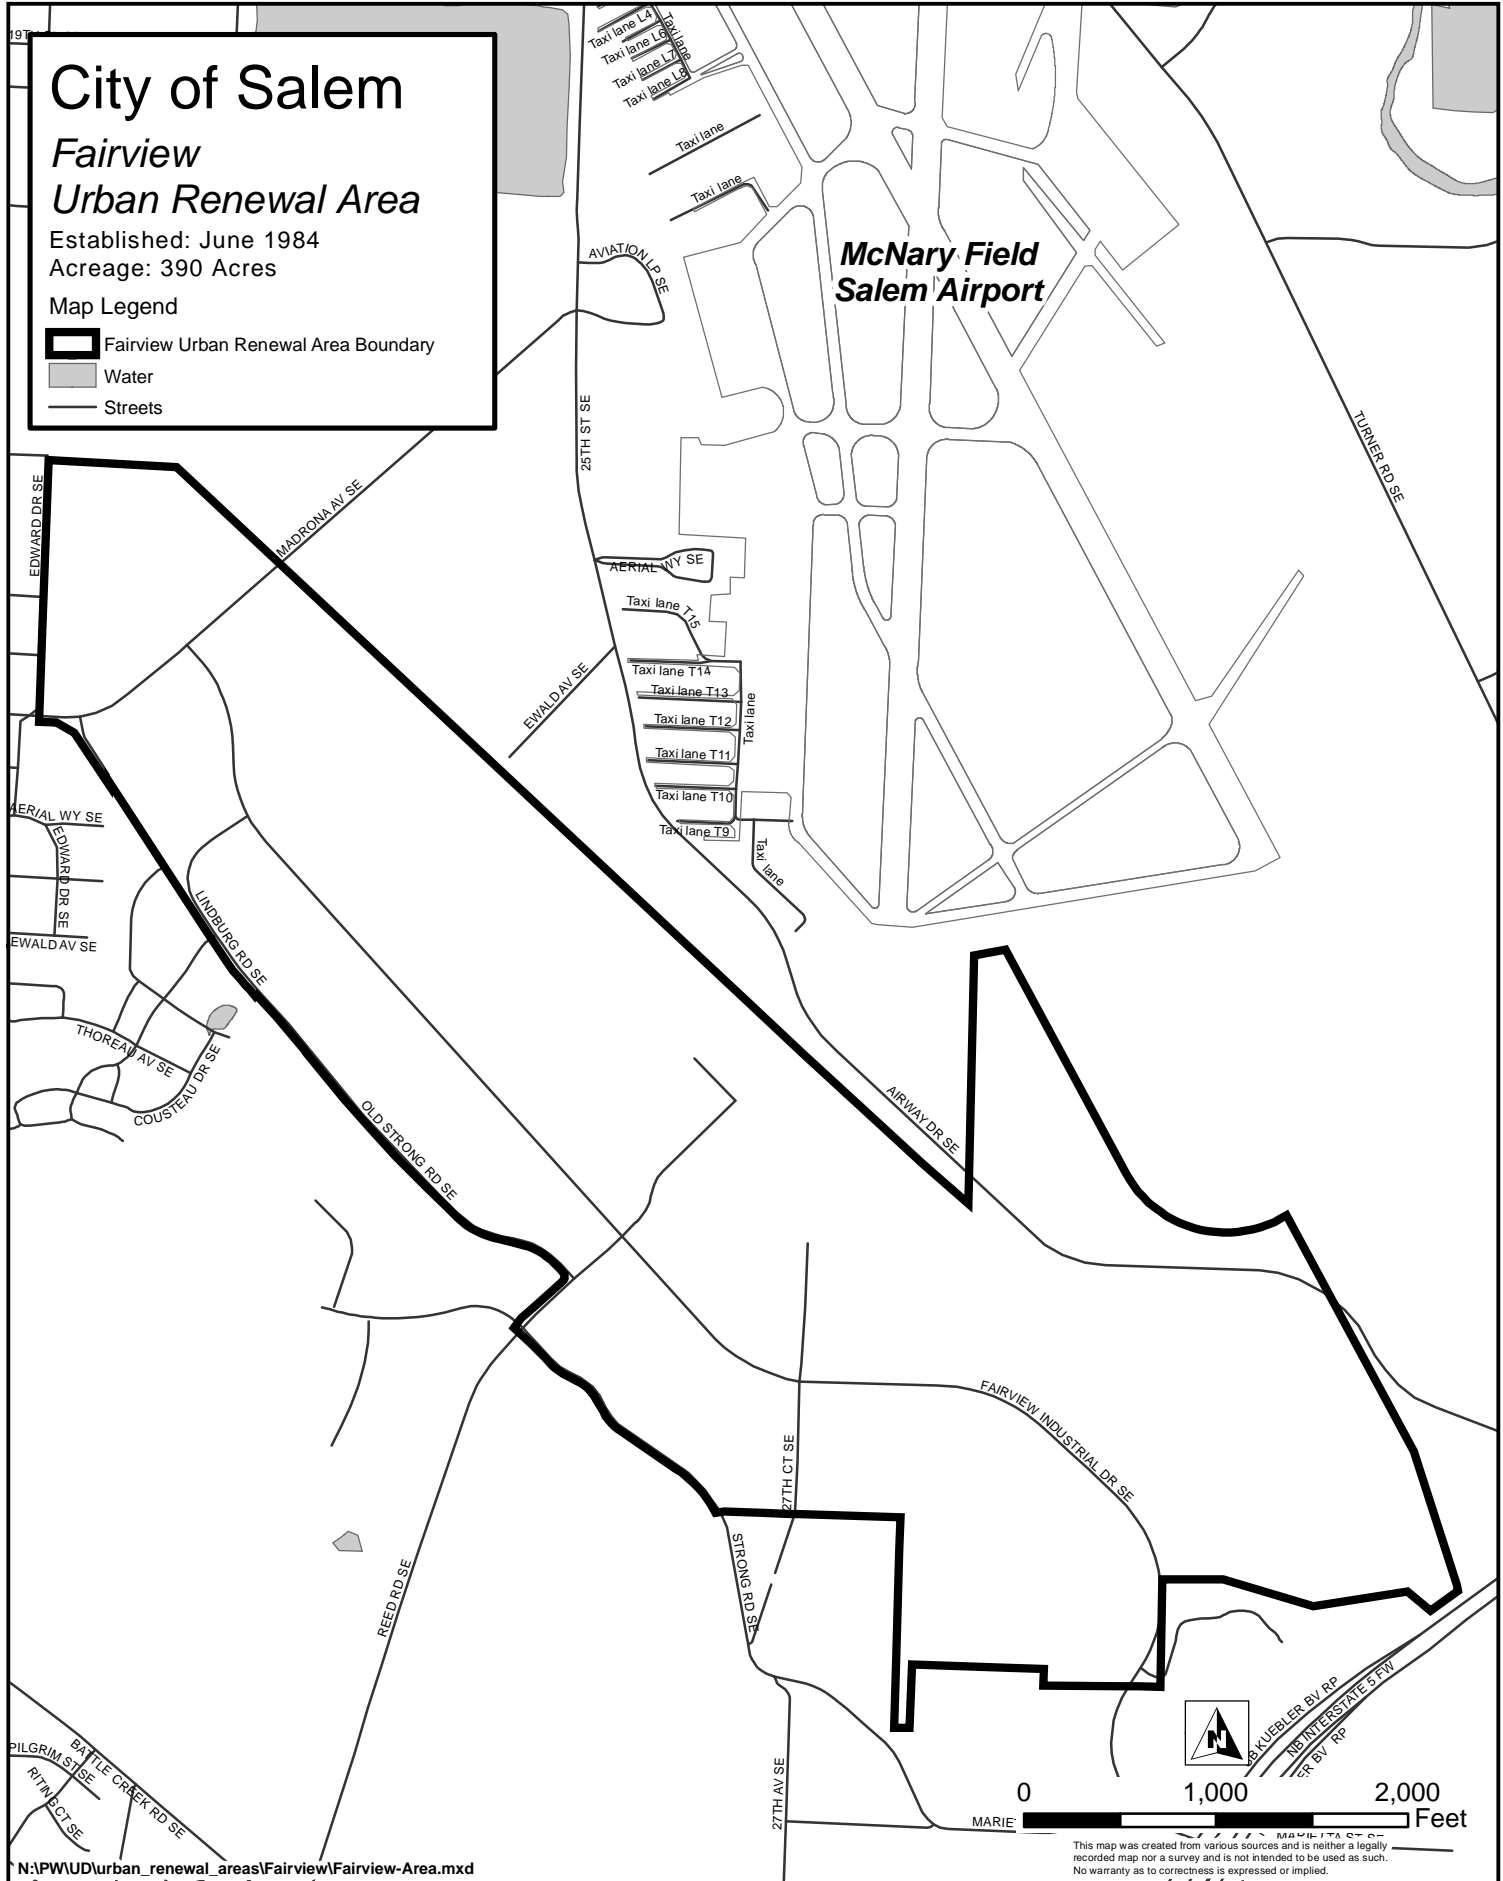 City of Salem
Fairview
Urban Renewal Area
Established: June 1984
Acreage: 390 Acres
Map Legend
Fairview Urban Renewal Area Boundary
Water
Streets
Taxi lane L4
Taxi lane
Taxi lane L6
Taxi lane L7
Taxi lane L8
Taxi lane
Taxi lane
AVIATION LP SE
McNary Field
Salem Airport
25TH ST SE
TURNER RD SE
EDWARD DR SE
MADRONA AV SE
AERIAL WY SE
Taxi lane T15
Taxi lane T14
Taxi lane T13
Taxi lane T12
Taxi lane
Taxi lane T11
Taxi lane T10
Taxi lane T9
Taxi lane
EWALD AV SE
AERIAL WY SE
EDWARD DR SE
EWALD AV SE
LINDBURG RD SE
THOREAU AV SE
COUSTEAU DR SE
OLD STRONG RD SE
AIRWAY DR SE
FAIRVIEW INDUSTRIAL DR SE
27TH CT SE
STRONG RD SE
REED RD SE
27TH AV SE
BATTLE CREEK RD SE
PILGRIM ST SE
RITING CT SE
SB KUEBLER BV RP
NB INTERSTATE 5 FW
ER BV RP
N
0 1,000 2,000
Feet
MARIE
MARIETTA ST SE
This map was created from various sources and is neither a legally
recorded map nor a survey and is not intended to be used as such.
No warranty as to correctness is expressed or implied.
N:\PW\UD\urban_renewal_areas\Fairview\Fairview-Area.mxd